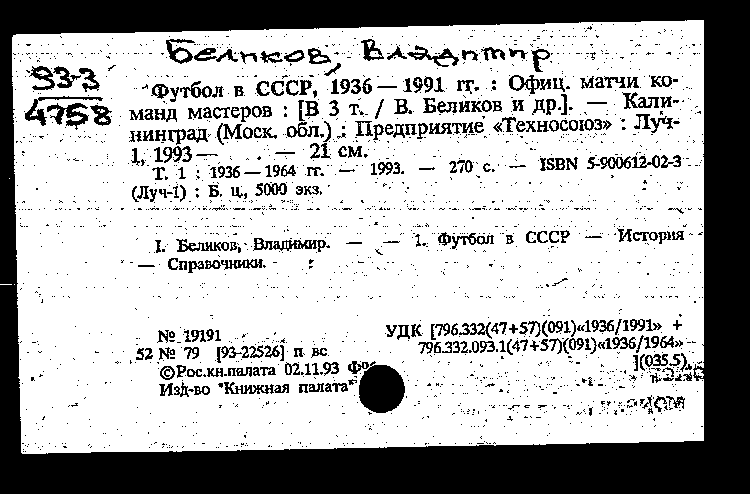 Беликов, Владимир
93-3
4758
Футбол в СССР, 1936 — 1991 гг. : Офиц. матчи ко-
манд мастеров : [В 3 т. / В. Беликов и др.]. — Кали-
нинград (Моск. обл.) : Предприятие «Техносоюз» : Луч-
1, 1993 — . — 21 см.
Т. 1 : 1936 — 1964 гг. — 1993. — 270 с. — ISBN 5-900612-02-3
(Луч-1) : Б. ц., 5000 экз.
I. Беликов, Владимир. — — 1. Футбол в СССР — История
— Справочники.
№ 19191
УДК [796.332(47+57)(091)«1936/1991» +
52 № 79 [93-22526] п вс
796.332.093.1(47+57)(091)«1936/1964»
](035.5)
©Рос.кн.палата 02.11.93
Изд-во "Книжная палата"